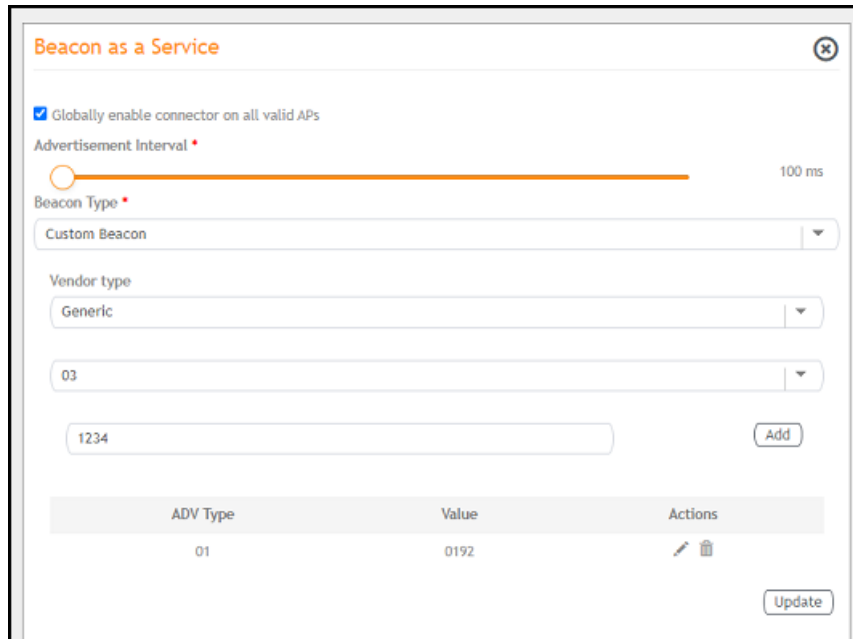 Beacon as a Service
Globally enable connector on all valid APs
Advertisement Interval *
100 ms
Beacon Type *
Custom Beacon
Vendor type
Generic
03
1234 Add
ADV Type Value Actions
01 0192
Update